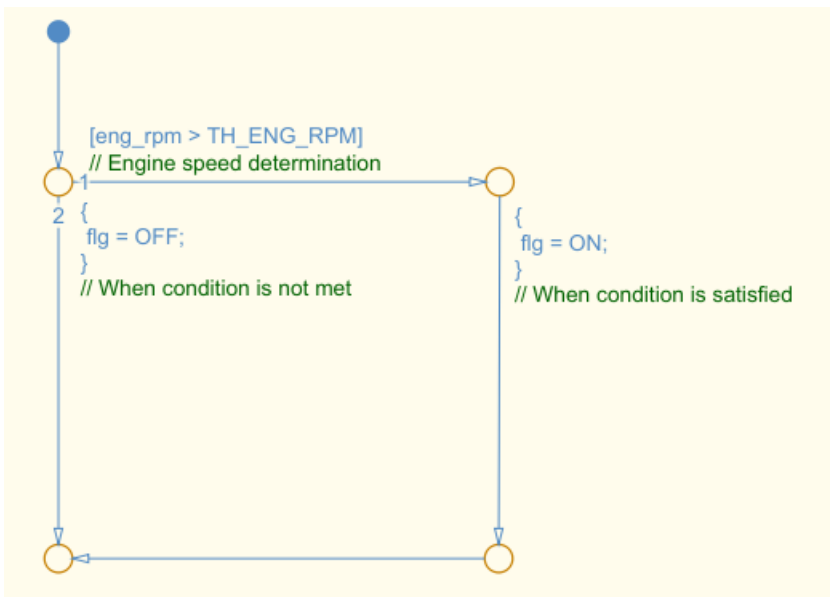 [eng_rpm > TH_ENG_RPM]
// Engine speed determination
1
2
{
flg = OFF;
}
// When condition is not met
{
flg = ON;
}
// When condition is satisfied